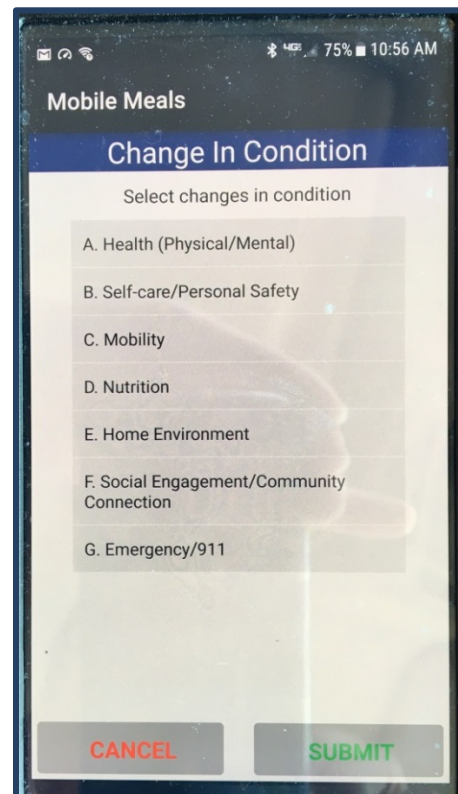 4GE 75% 10:56 AM
Mobile Meals
Change In Condition
Select changes in condition
A. Health (Physical/Mental)
B. Self-care/Personal Safety
C. Mobility
D. Nutrition
E. Home Environment
F. Social Engagement/Community
Connection
G. Emergency/911
CANCEL SUBMIT